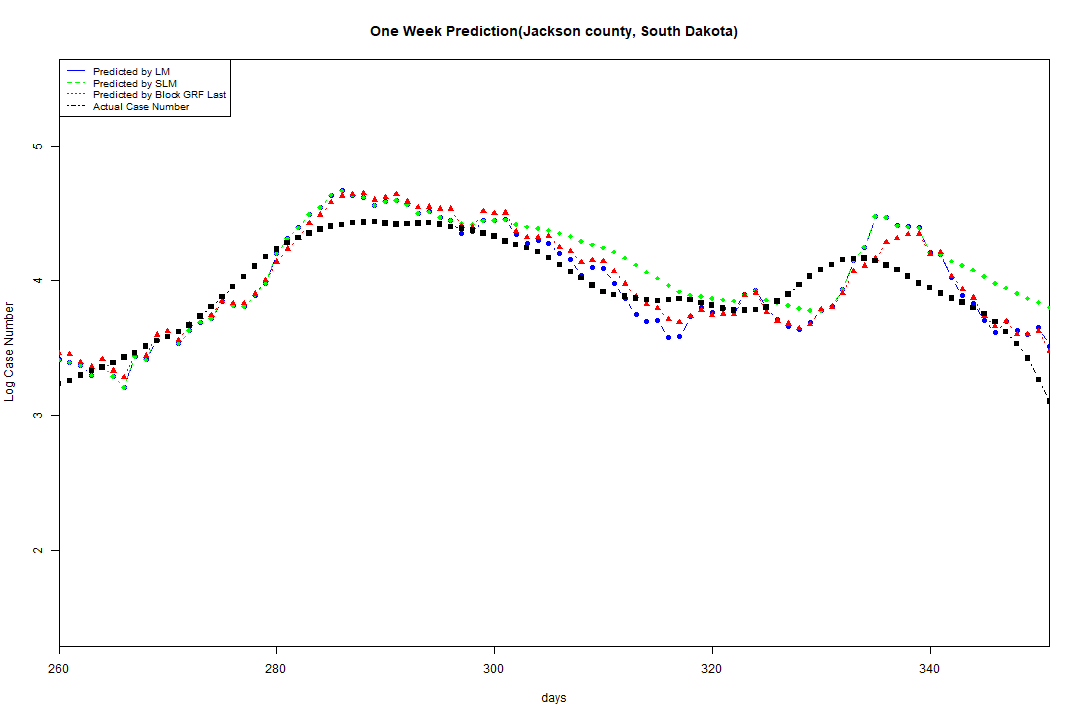 One Week Prediction(Jackson county, South Dakota)
Predicted by LM
Predicted by SLM
Predicted by Block GRF Last
Actual Case Number
5
4
3
2
Log Case Number
260 280 300 320 340
days